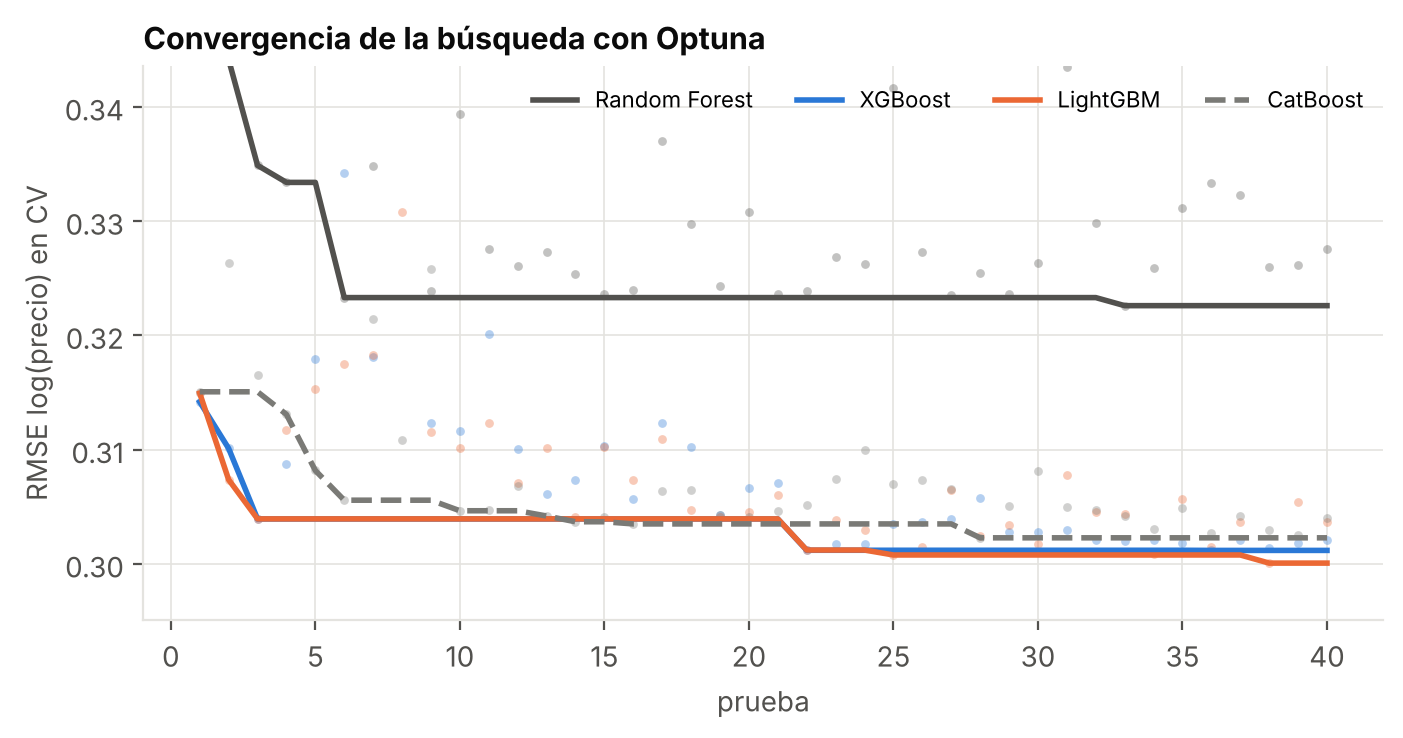 Convergencia de la búsqueda con Optuna
Random Forest XGBoost LightGBM CatBoost
RMSE log(precio) en CV
0.34
0.33
0.32
0.31
0.30
0 5 10 15 20 25 30 35 40
prueba